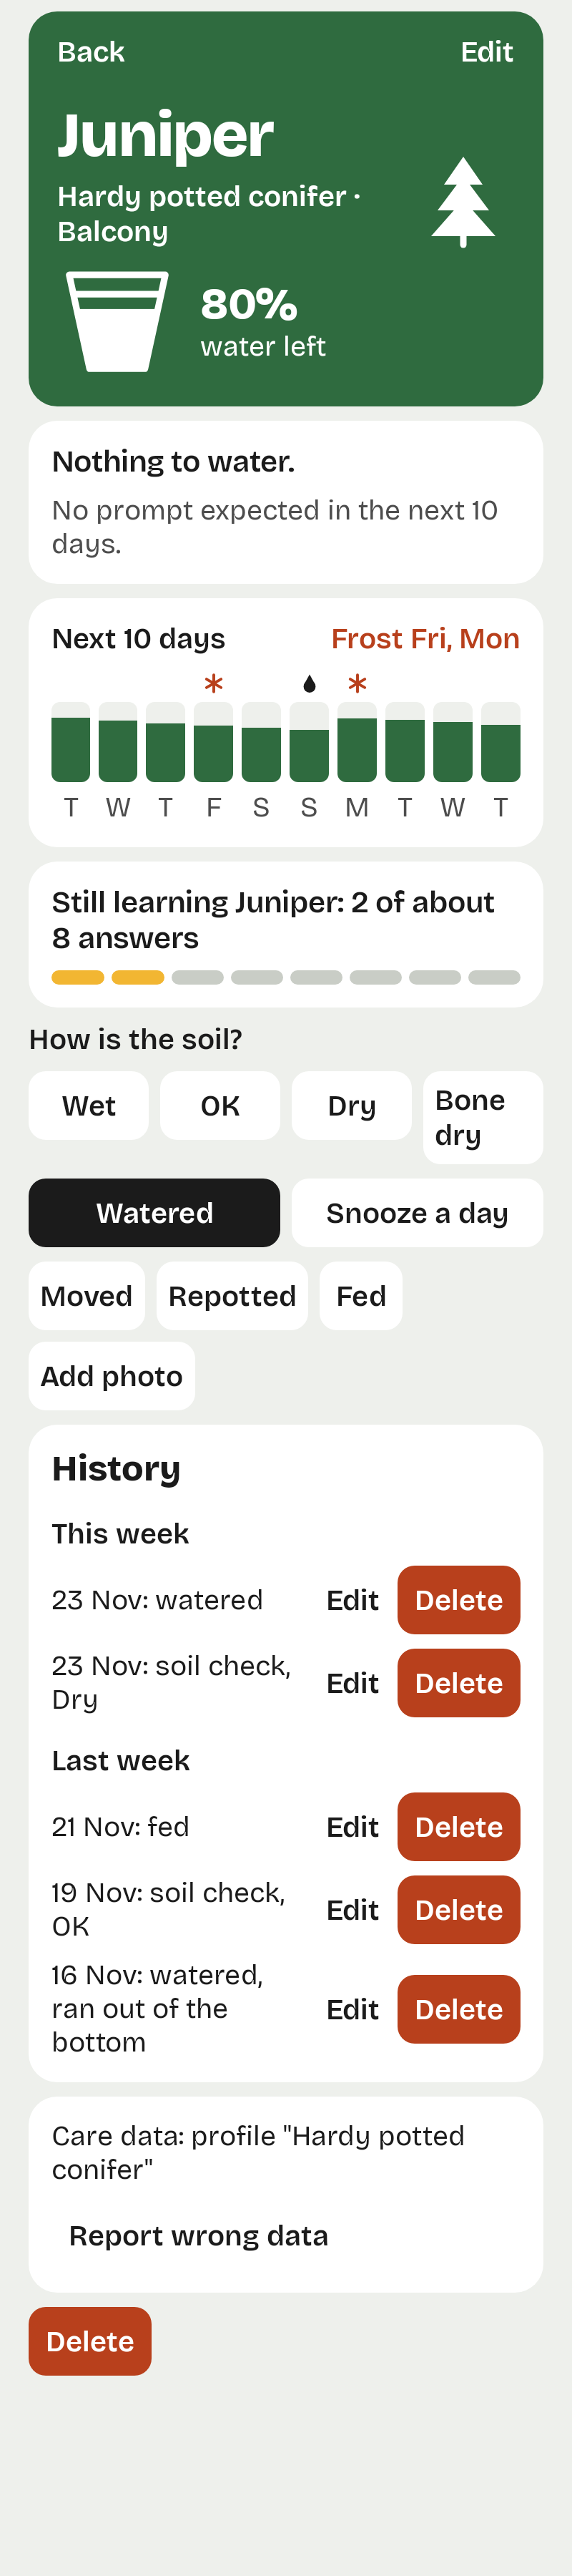 Back
Edit
Juniper
Hardy potted conifer ·
Balcony
80%
water left
Nothing to water.
No prompt expected in the next 10
days.
Next 10 days
Frost Fri, Mon
T W T F S S M T W T
Still learning Juniper: 2 of about
8 answers
How is the soil?
Wet
OK
Dry
Bone
dry
Watered
Snooze a day
Moved
Repotted
Fed
Add photo
History
This week
23 Nov: watered
Edit
Delete
23 Nov: soil check,
Dry
Edit
Delete
Last week
21 Nov: fed
Edit
Delete
19 Nov: soil check,
OK
Edit
Delete
16 Nov: watered,
ran out of the
bottom
Edit
Delete
Care data: profile "Hardy potted
conifer"
Report wrong data
Delete